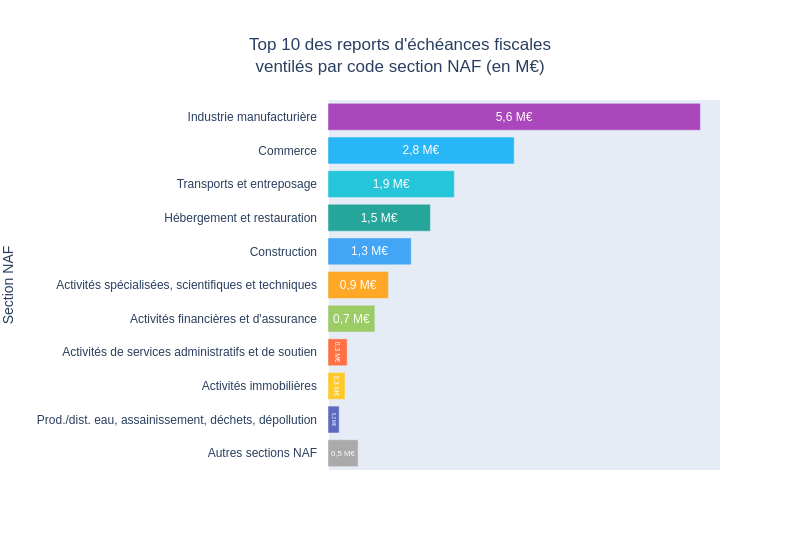 Top 10 des reports d'échéances fiscales
ventilés par code section NAF (en M€)
Section NAF
Industrie manufacturière
5,6 M€
Commerce
2,8 M€
Transports et entreposage
1,9 M€
Hébergement et restauration
1,5 M€
Construction
1,3 M€
Activités spécialisées, scientifiques et techniques
0,9 M€
Activités financières et d'assurance
0,7 M€
Activités de services administratifs et de soutien
0,3 M€
Activités immobilières
Prod./dist. eau, assainissement, déchets, dépollution
Autres sections NAF
0,5 M€